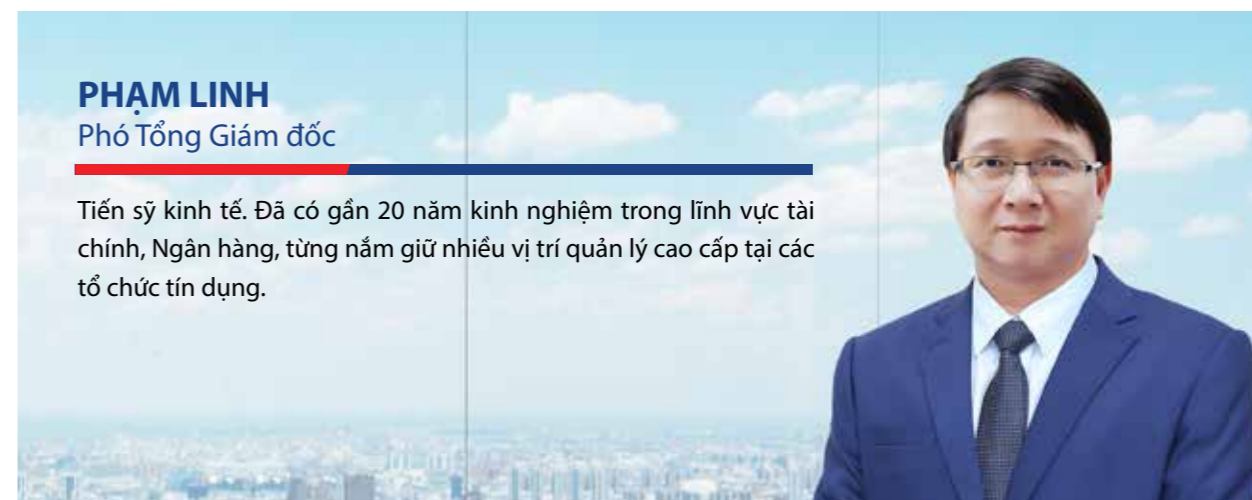 PHẠM LINH
Phó Tổng Giám đốc
Tiến sỹ kinh tế. Đã có gần 20 năm kinh nghiệm trong lĩnh vực tài
chính, Ngân hàng, từng nắm giữ nhiều vị trí quản lý cao cấp tại các
tổ chức tín dụng.